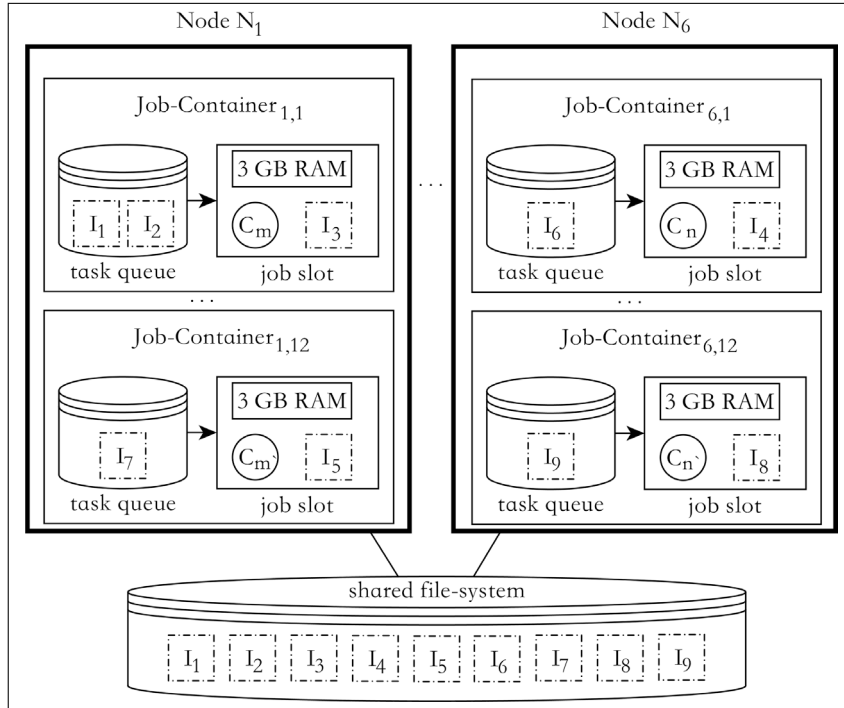 Node N₁
Node N₆
Job-Container₁,₁
3 GB RAM
I₁ I₂
Cₘ I₃
task queue
job slot
. . .
Job-Container₁,₁₂
3 GB RAM
I₇
Cₘ` I₅
task queue
job slot
. . .
Job-Container₆,₁
3 GB RAM
I₆
Cₙ I₄
task queue
job slot
. . .
Job-Container₆,₁₂
3 GB RAM
I₉
Cₙ` I₈
task queue
job slot
shared file-system
I₁ I₂ I₃ I₄ I₅ I₆ I₇ I₈ I₉